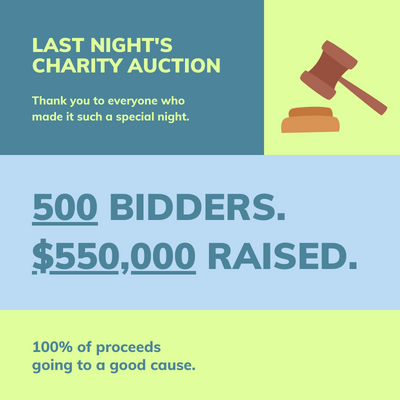 LAST NIGHT'S
CHARITY AUCTION
Thank you to everyone who
made it such a special night.
500 BIDDERS.
$550,000 RAISED.
100% of proceeds
going to a good cause.